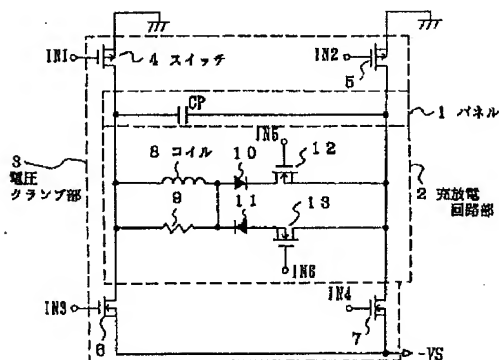 IN1
4 スイッチ
IN2
5
CP
1 パネル
IN5
8 コイル
10
12
3
電圧
クランプ部
2 充放電
回路部
9
11
13
IN6
IN3
6
IN4
7
-VS